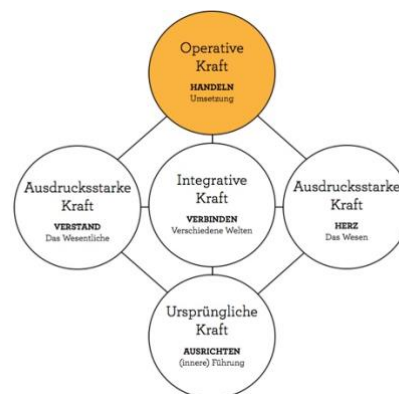 Operative
Kraft
HANDELN
Umsetzung
Ausdrucksstarke
Kraft
VERSTAND
Das Wesentliche
Integrative
Kraft
VERBINDEN
Verschiedene Welten
Ausdrucksstarke
Kraft
HERZ
Das Wesen
Ursprüngliche
Kraft
AUSRICHTEN
(innere) Führung